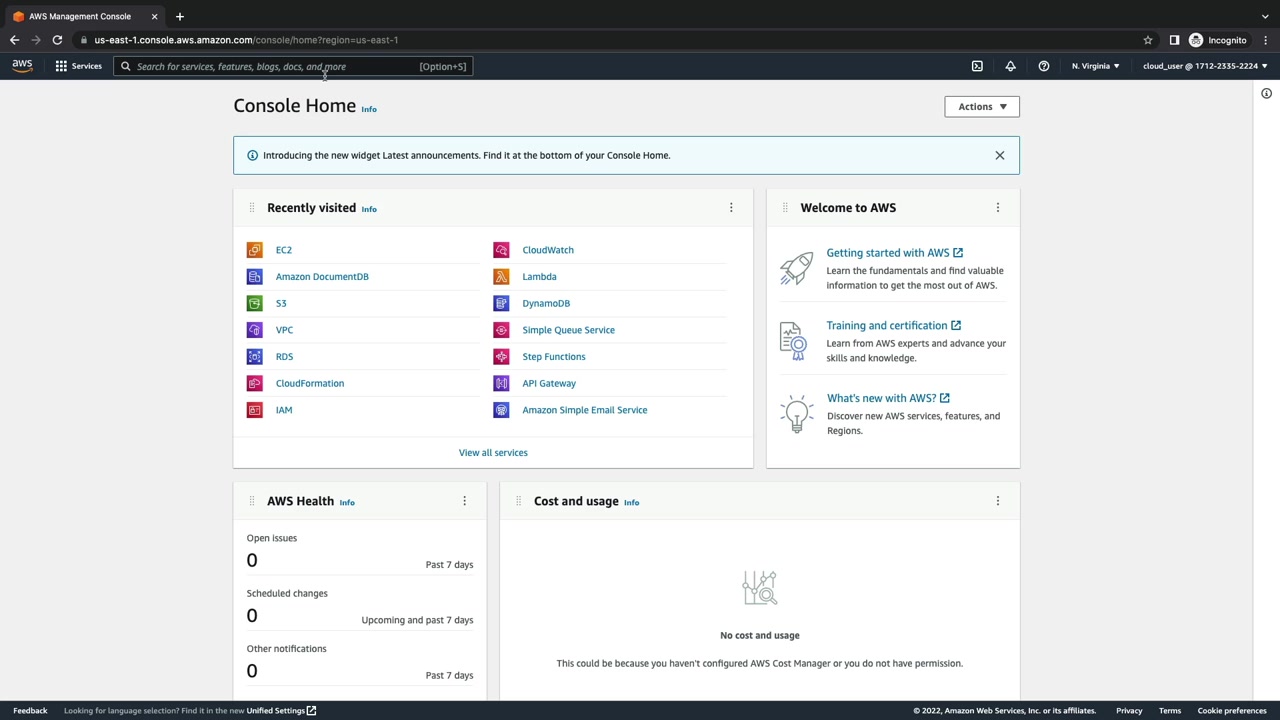 AWS Management Console
us-east-1.console.aws.amazon.com/console/home?region=us-east-1
Incognito
aws
Services
Search for services, features, blogs, docs, and more
[Option+S]
N. Virginia
cloud_user @ 1712-2335-2224
Console Home Info
Actions
Introducing the new widget Latest announcements. Find it at the bottom of your Console Home.
Recently visited Info
EC2
Amazon DocumentDB
S3
VPC
RDS
CloudFormation
IAM
CloudWatch
Lambda
DynamoDB
Simple Queue Service
Step Functions
API Gateway
Amazon Simple Email Service
View all services
Welcome to AWS
Getting started with AWS
Learn the fundamentals and find valuable
information to get the most out of AWS.
Training and certification
Learn from AWS experts and advance your
skills and knowledge.
What's new with AWS?
Discover new AWS services, features, and
Regions.
AWS Health Info
Open issues
0
Past 7 days
Scheduled changes
0
Upcoming and past 7 days
Other notifications
0
Past 7 days
Cost and usage Info
No cost and usage
This could be because you haven't configured AWS Cost Manager or you do not have permission.
Feedback
Looking for language selection? Find it in the new Unified Settings
© 2022, Amazon Web Services, Inc. or its affiliates.
Privacy
Terms
Cookie preferences